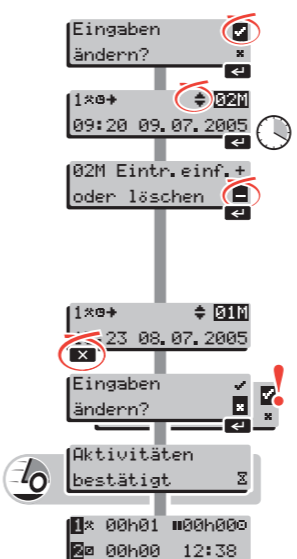 Eingaben
ändern?
1 02M
09:20 09.07.2005
02M Eintr.einf.+
oder löschen −
1 01M
23 08.07.2005
Eingaben
ändern?
Aktivitäten
bestätigt
1 00h01 00h00
2 00h00 12:38